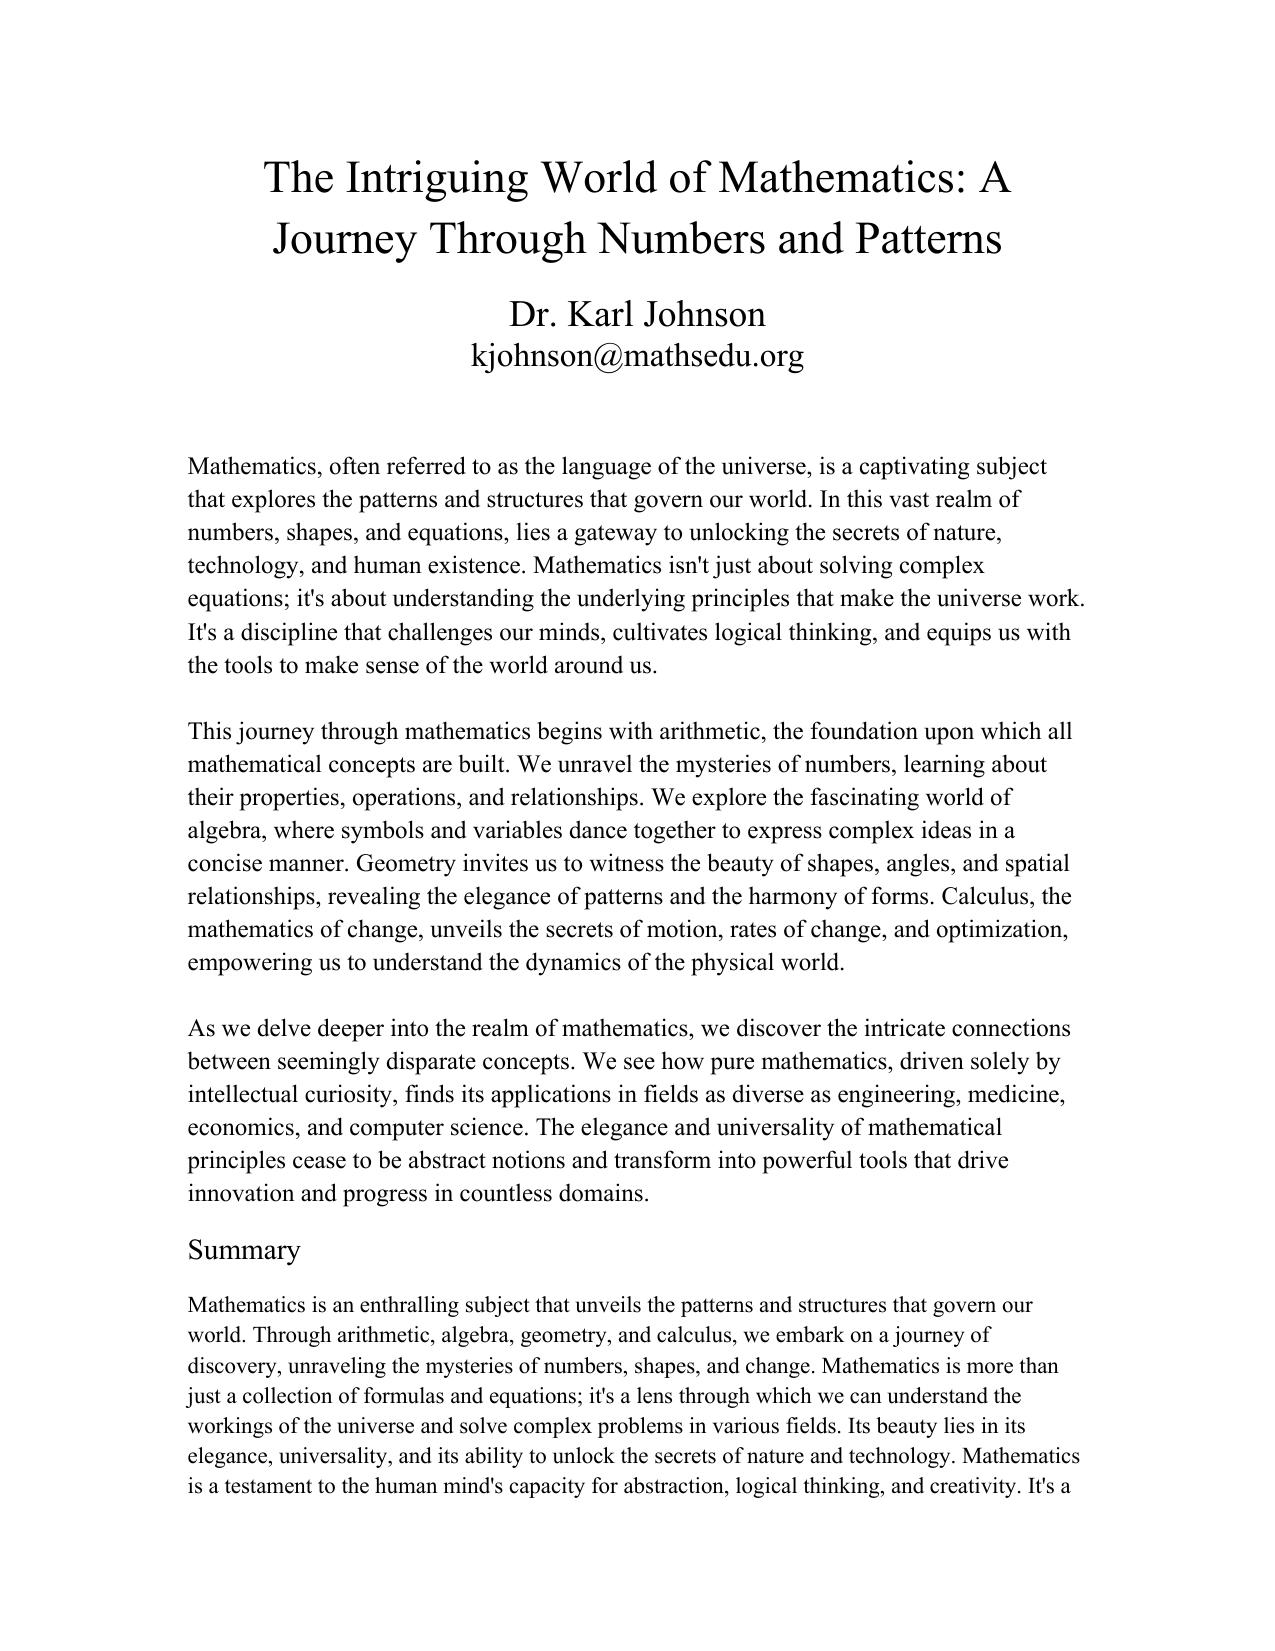 The Intriguing World of Mathematics: A
Journey Through Numbers and Patterns
Dr. Karl Johnson
kjohnson@mathsedu.org
Mathematics, often referred to as the language of the universe, is a captivating subject
that explores the patterns and structures that govern our world. In this vast realm of
numbers, shapes, and equations, lies a gateway to unlocking the secrets of nature,
technology, and human existence. Mathematics isn't just about solving complex
equations; it's about understanding the underlying principles that make the universe work.
It's a discipline that challenges our minds, cultivates logical thinking, and equips us with
the tools to make sense of the world around us.
This journey through mathematics begins with arithmetic, the foundation upon which all
mathematical concepts are built. We unravel the mysteries of numbers, learning about
their properties, operations, and relationships. We explore the fascinating world of
algebra, where symbols and variables dance together to express complex ideas in a
concise manner. Geometry invites us to witness the beauty of shapes, angles, and spatial
relationships, revealing the elegance of patterns and the harmony of forms. Calculus, the
mathematics of change, unveils the secrets of motion, rates of change, and optimization,
empowering us to understand the dynamics of the physical world.
As we delve deeper into the realm of mathematics, we discover the intricate connections
between seemingly disparate concepts. We see how pure mathematics, driven solely by
intellectual curiosity, finds its applications in fields as diverse as engineering, medicine,
economics, and computer science. The elegance and universality of mathematical
principles cease to be abstract notions and transform into powerful tools that drive
innovation and progress in countless domains.
Summary
Mathematics is an enthralling subject that unveils the patterns and structures that govern our
world. Through arithmetic, algebra, geometry, and calculus, we embark on a journey of
discovery, unraveling the mysteries of numbers, shapes, and change. Mathematics is more than
just a collection of formulas and equations; it's a lens through which we can understand the
workings of the universe and solve complex problems in various fields. Its beauty lies in its
elegance, universality, and its ability to unlock the secrets of nature and technology. Mathematics
is a testament to the human mind's capacity for abstraction, logical thinking, and creativity. It's a